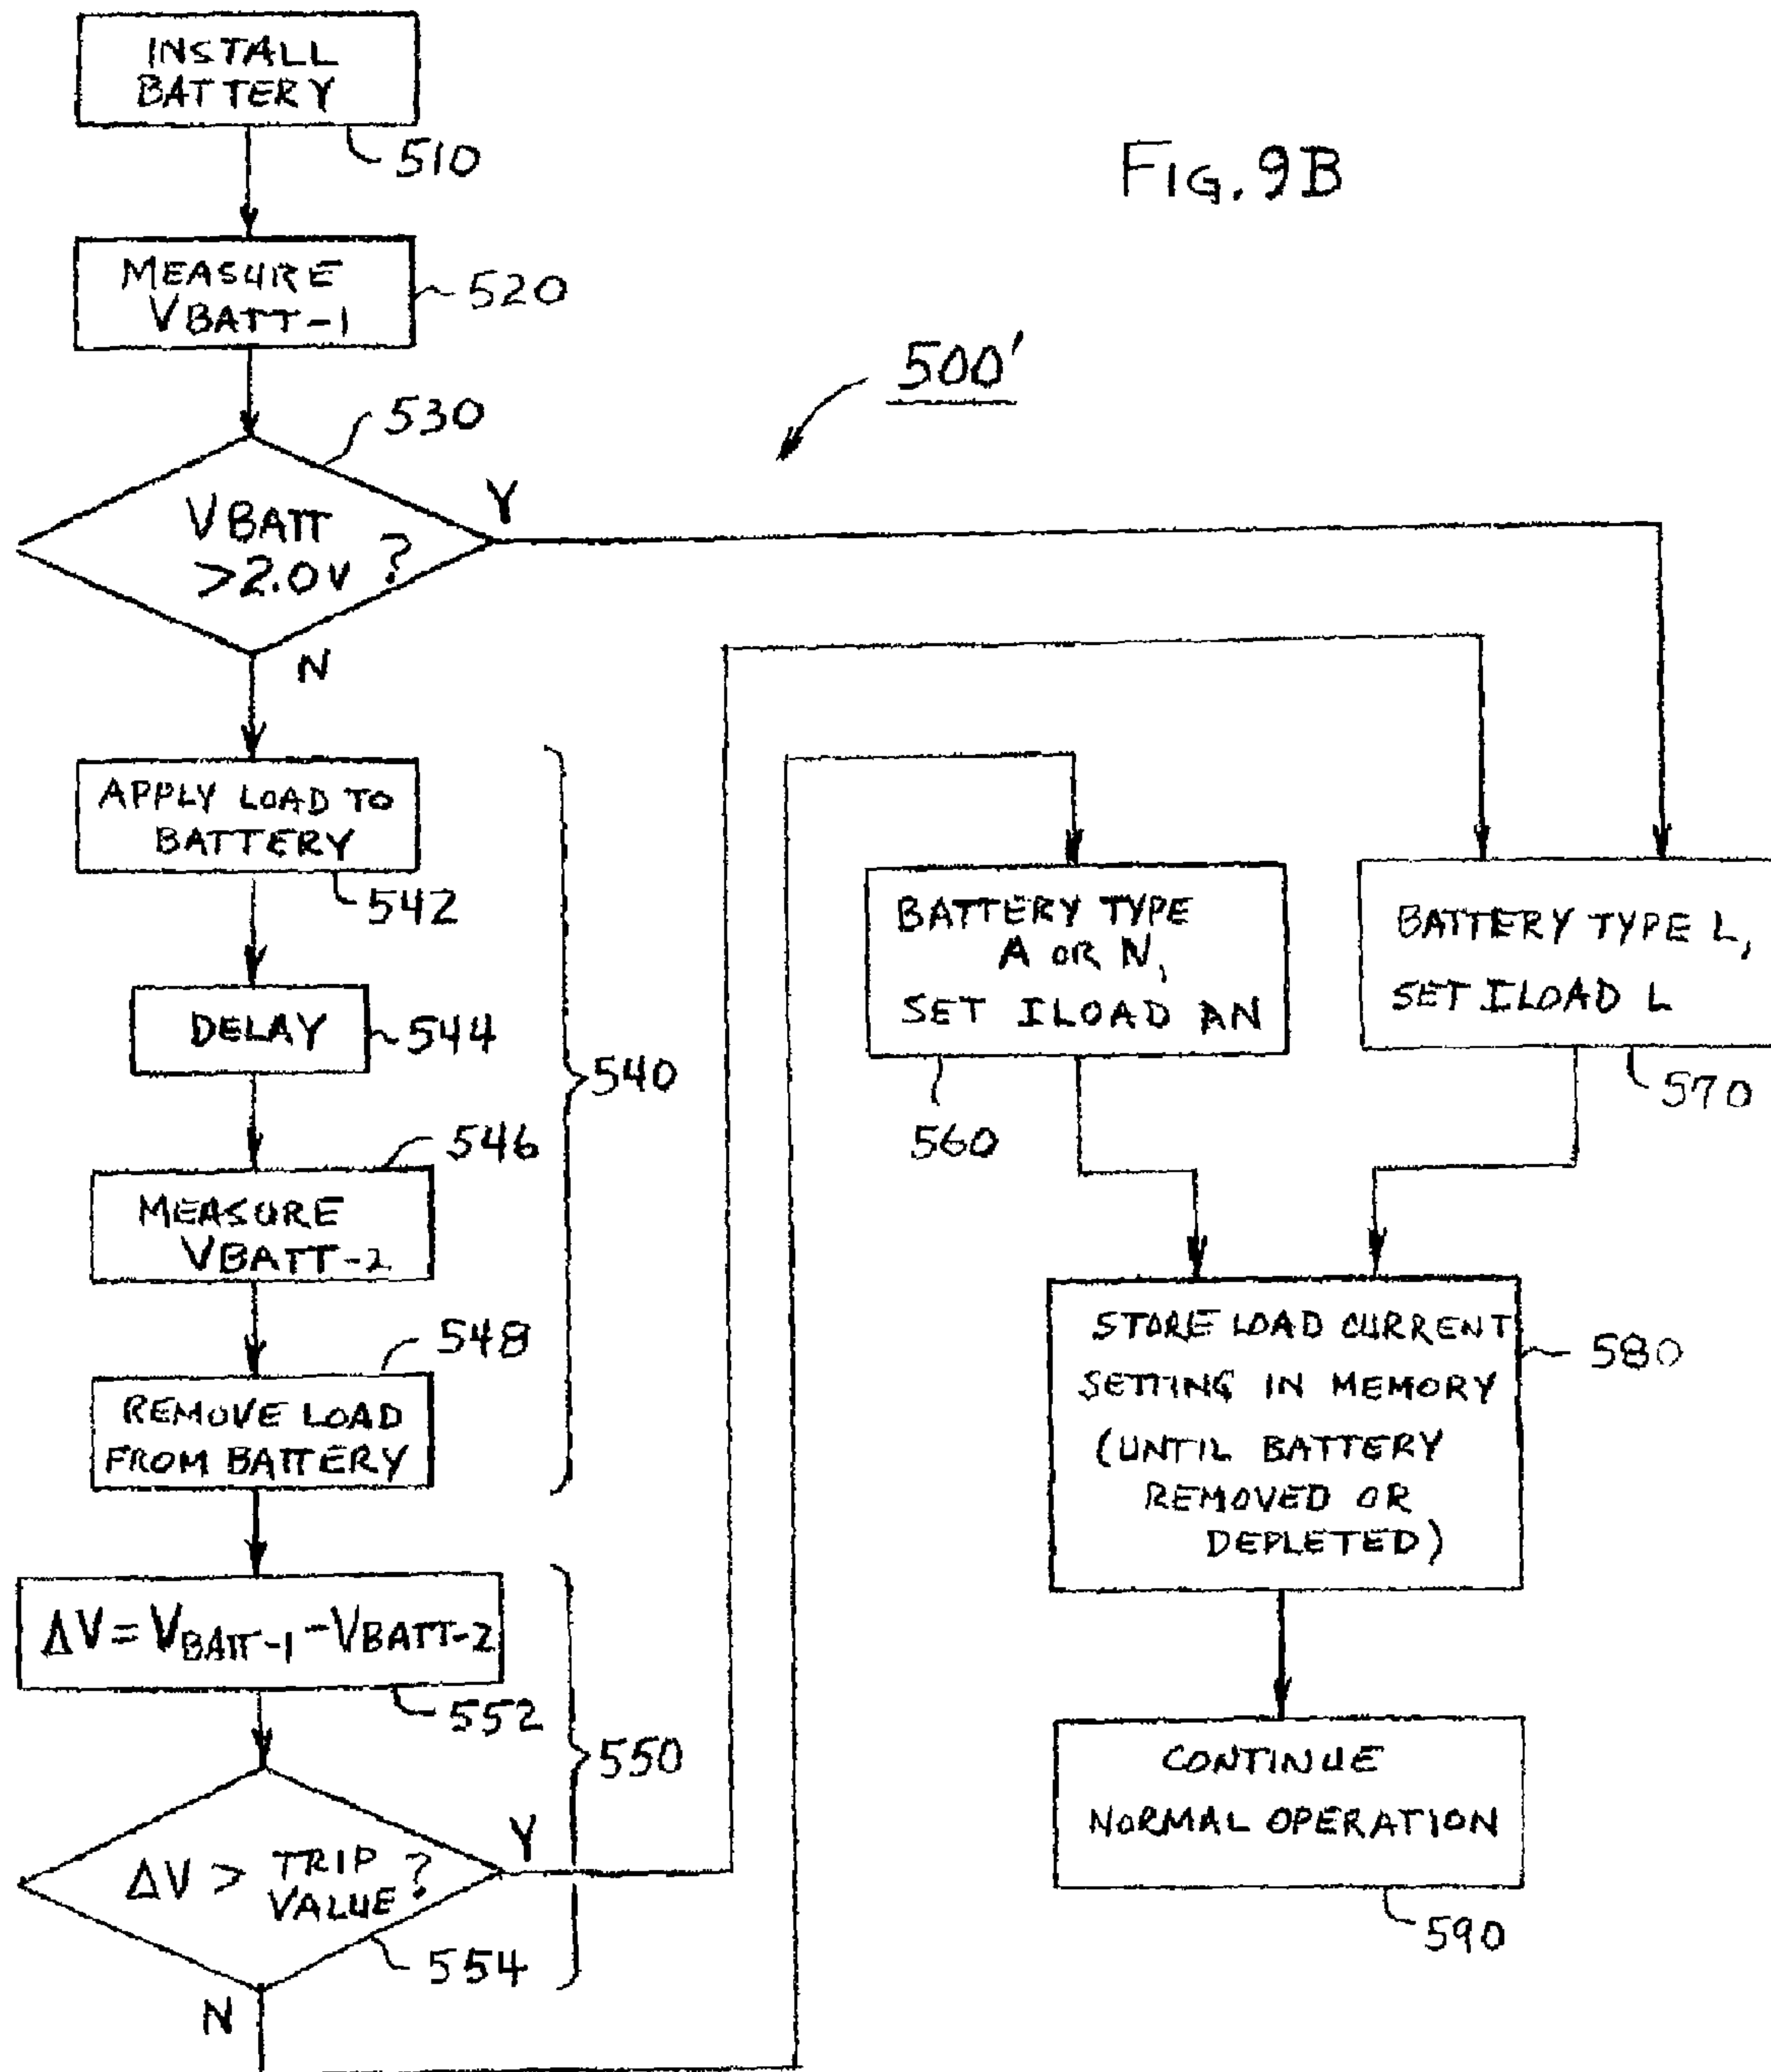 INSTALL
BATTERY
510
FIG. 9B
MEASURE
VBATT-1
520
500'
530
VBATT
>2.0V ?
Y
N
APPLY LOAD TO
BATTERY
542
DELAY
544
540
546
MEASURE
VBATT-2
548
REMOVE LOAD
FROM BATTERY
ΔV = VBATT-1 - VBATT-2
552
550
ΔV > TRIP
VALUE ?
Y
554
N
BATTERY TYPE
A OR N,
SET ILOAD AN
560
BATTERY TYPE L,
SET ILOAD L
570
STORE LOAD CURRENT
SETTING IN MEMORY
(UNTIL BATTERY
REMOVED OR
DEPLETED)
580
CONTINUE
NORMAL OPERATION
590